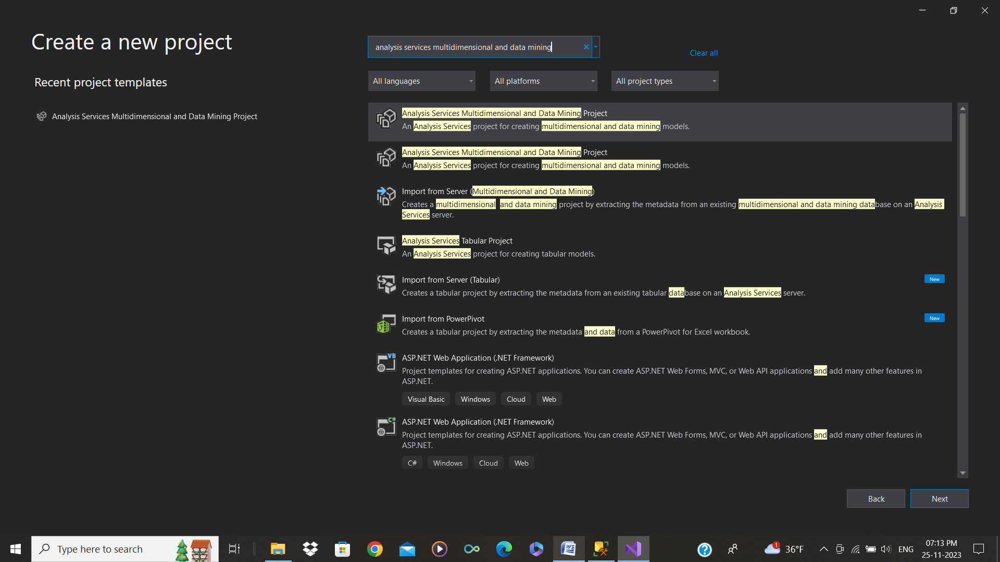 Create a new project
Recent project templates
Analysis Services Multidimensional and Data Mining Project
analysis services multidimensional and data mining
Clear all
All languages
All platforms
All project types
Analysis Services Multidimensional and Data Mining Project
An Analysis Services project for creating multidimensional and data mining models.
Analysis Services Multidimensional and Data Mining Project
An Analysis Services project for creating multidimensional and data mining models.
Import from Server (Multidimensional and Data Mining)
Creates a multidimensional and data mining project by extracting the metadata from an existing multidimensional and data mining database on an Analysis
Services server.
Analysis Services Tabular Project
An Analysis Services project for creating tabular models.
Import from Server (Tabular)
New
Creates a tabular project by extracting the metadata from an existing tabular database on an Analysis Services server.
Import from PowerPivot
New
Creates a tabular project by extracting the metadata and data from a PowerPivot for Excel workbook.
VB
ASP.NET Web Application (.NET Framework)
Project templates for creating ASP.NET applications. You can create ASP.NET Web Forms, MVC, or Web API applications and add many other features in
ASP.NET.
Visual Basic
Windows
Cloud
Web
C#
ASP.NET Web Application (.NET Framework)
Project templates for creating ASP.NET applications. You can create ASP.NET Web Forms, MVC, or Web API applications and add many other features in
ASP.NET.
C#
Windows
Cloud
Web
Back
Next
Type here to search
1
36°F
ENG
07:13 PM
25-11-2023